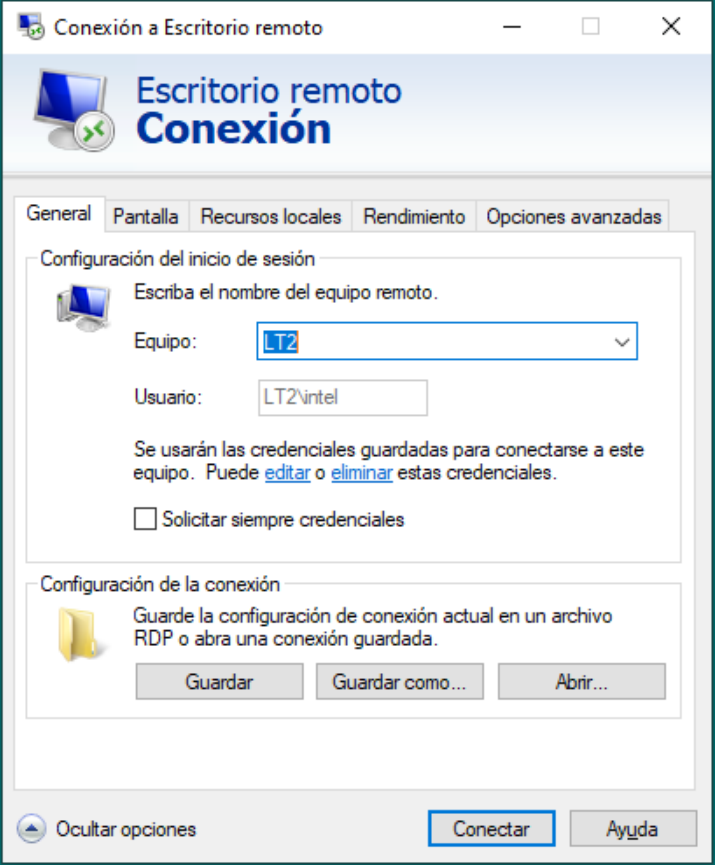 Conexión a Escritorio remoto
Escritorio remoto
Conexión
General Pantalla Recursos locales Rendimiento Opciones avanzadas
Configuración del inicio de sesión
Escriba el nombre del equipo remoto.
Equipo: LT2
Usuario: LT2\intel
Se usarán las credenciales guardadas para conectarse a este
equipo. Puede editar o eliminar estas credenciales.
Solicitar siempre credenciales
Configuración de la conexión
Guarde la configuración de conexión actual en un archivo
RDP o abra una conexión guardada.
Guardar Guardar como... Abrir...
Ocultar opciones Conectar Ayuda